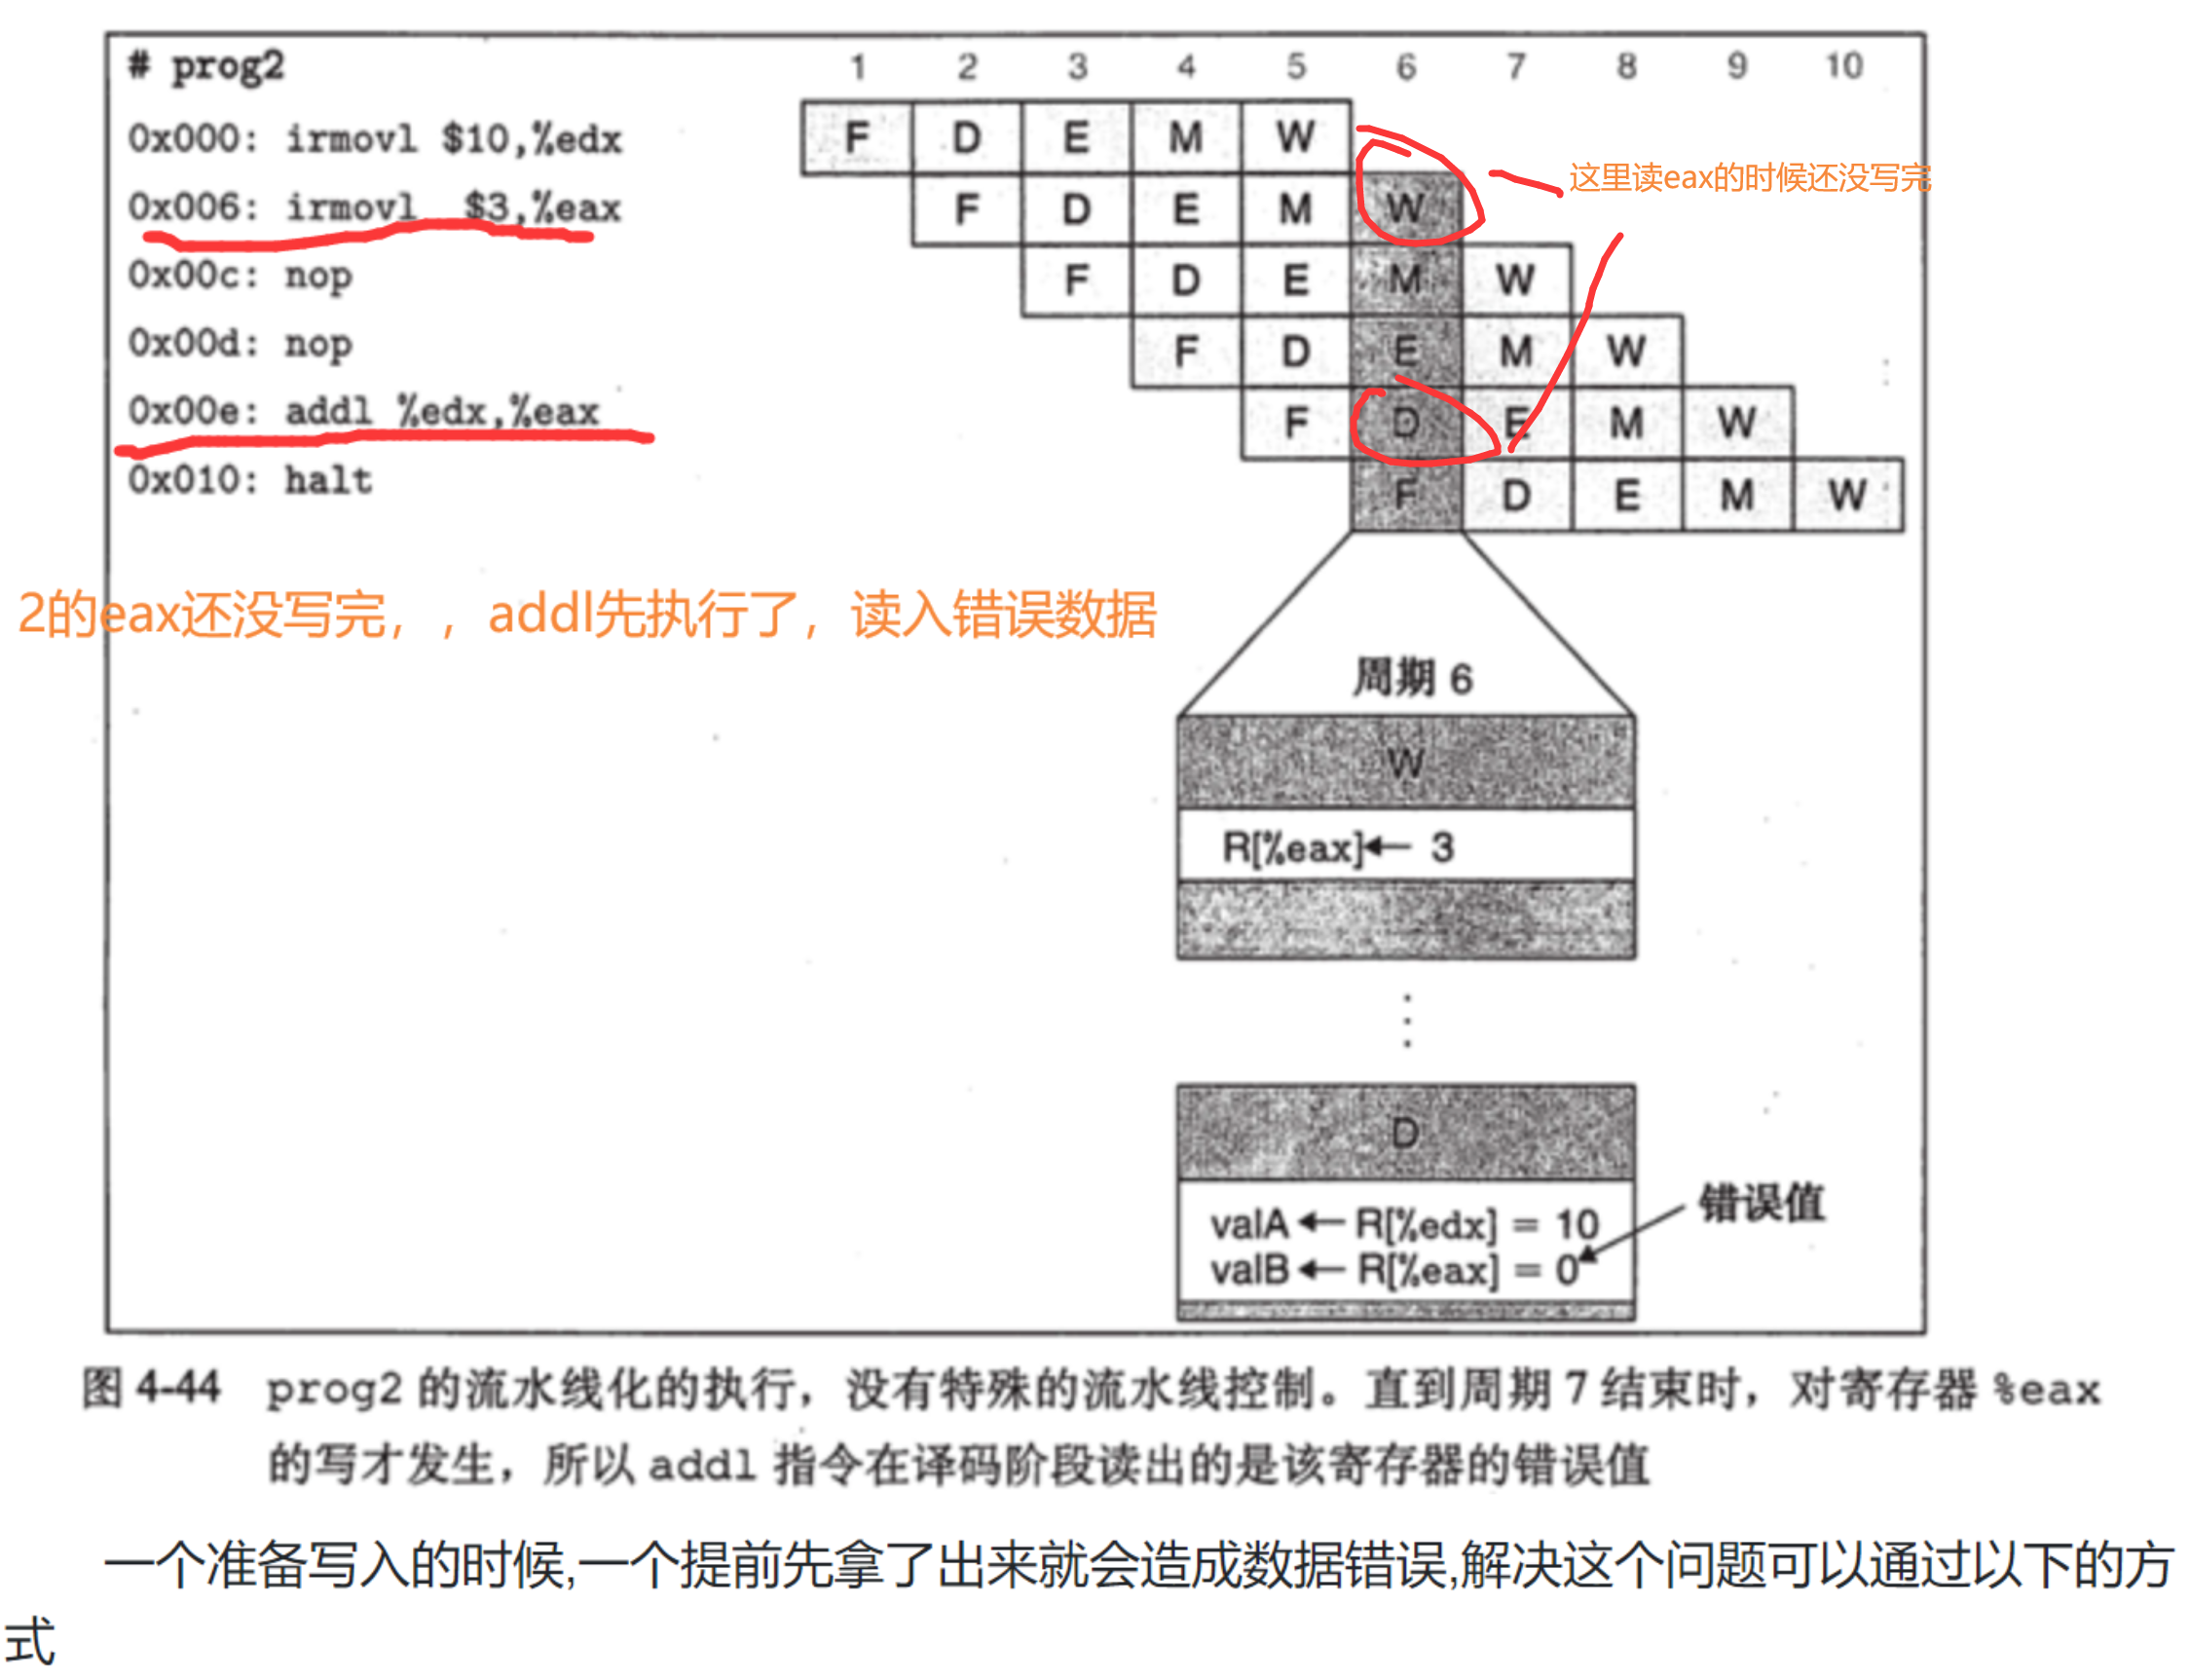 # prog2 1 2 3 4 5 6 7 8 9 10
0x000: irmovl $10,%edx F D E M W
这里读eax的时候还没写完
0x006: irmovl $3,%eax F D E M W
0x00c: nop F D E M W
0x00d: nop F D E M W
0x00e: addl %edx,%eax F D E M W
0x010: halt F D E M W
2的eax还没写完，，addl先执行了，读入错误数据
周期 6
W
R[%eax]← 3
D
错误值
valA ← R[%edx] = 10
valB ← R[%eax] = 0
图 4-44 prog2 的流水线化的执行，没有特殊的流水线控制。直到周期 7 结束时，对寄存器 %eax
的写才发生，所以 addl 指令在译码阶段读出的是该寄存器的错误值
一个准备写入的时候,一个提前先拿了出来就会造成数据错误,解决这个问题可以通过以下的方
式